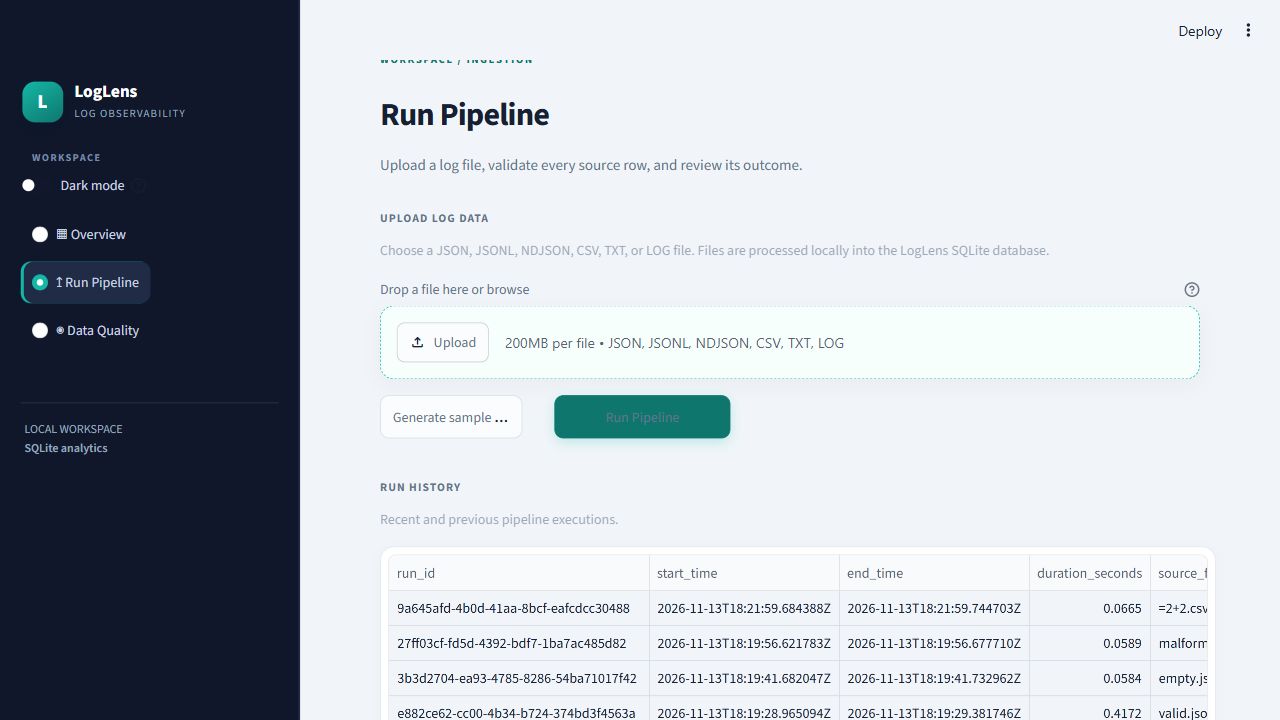 Deploy
WORKSPACE / INGESTION
L
LogLens
LOG OBSERVABILITY
WORKSPACE
Dark mode
Overview
Run Pipeline
Data Quality
LOCAL WORKSPACE
SQLite analytics
Run Pipeline
Upload a log file, validate every source row, and review its outcome.
UPLOAD LOG DATA
Choose a JSON, JSONL, NDJSON, CSV, TXT, or LOG file. Files are processed locally into the LogLens SQLite database.
Drop a file here or browse
Upload 200MB per file • JSON, JSONL, NDJSON, CSV, TXT, LOG
Generate sample ... Run Pipeline
RUN HISTORY
Recent and previous pipeline executions.
run_id start_time end_time duration_seconds source_f
9a645afd-4b0d-41aa-8bcf-eafcdcc30488 2026-11-13T18:21:59.684388Z 2026-11-13T18:21:59.744703Z 0.0665 =2+2.csv
27ff03cf-fd5d-4392-bdf7-1ba7ac485d82 2026-11-13T18:19:56.621783Z 2026-11-13T18:19:56.677710Z 0.0589 malform
3b3d2704-ea93-4785-8286-54ba71017f42 2026-11-13T18:19:41.682047Z 2026-11-13T18:19:41.732962Z 0.0584 empty.js
e882ce62-cc00-4b34-b724-374bd3f4563a 2026-11-13T18:19:28.965094Z 2026-11-13T18:19:29.381746Z 0.4172 valid.jso